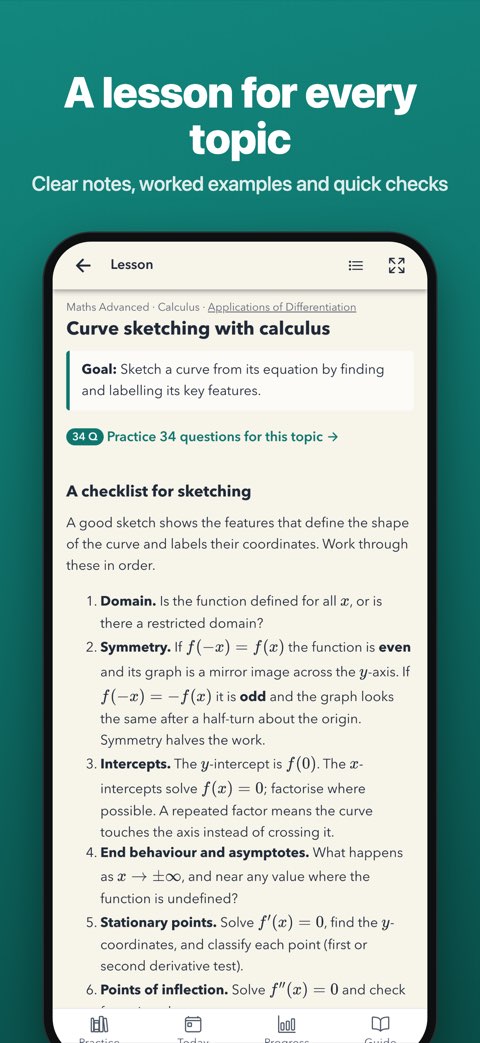 A lesson for every
topic
Clear notes, worked examples and quick checks
Lesson
Maths Advanced · Calculus · Applications of Differentiation
Curve sketching with calculus
Goal: Sketch a curve from its equation by finding
and labelling its key features.
34 Q Practice 34 questions for this topic →
A checklist for sketching
A good sketch shows the features that define the shape
of the curve and labels their coordinates. Work through
these in order.
1. Domain. Is the function defined for all x, or is
there a restricted domain?
2. Symmetry. If f(−x) = f(x) the function is even
and its graph is a mirror image across the y-axis. If
f(−x) = −f(x) it is odd and the graph looks
the same after a half-turn about the origin.
Symmetry halves the work.
3. Intercepts. The y-intercept is f(0). The x-
intercepts solve f(x) = 0; factorise where
possible. A repeated factor means the curve
touches the axis instead of crossing it.
4. End behaviour and asymptotes. What happens
as x → ±∞, and near any value where the
function is undefined?
5. Stationary points. Solve f′(x) = 0, find the y-
coordinates, and classify each point (first or
second derivative test).
6. Points of inflection. Solve f′′(x) = 0 and check
Practice Today Progress Guide